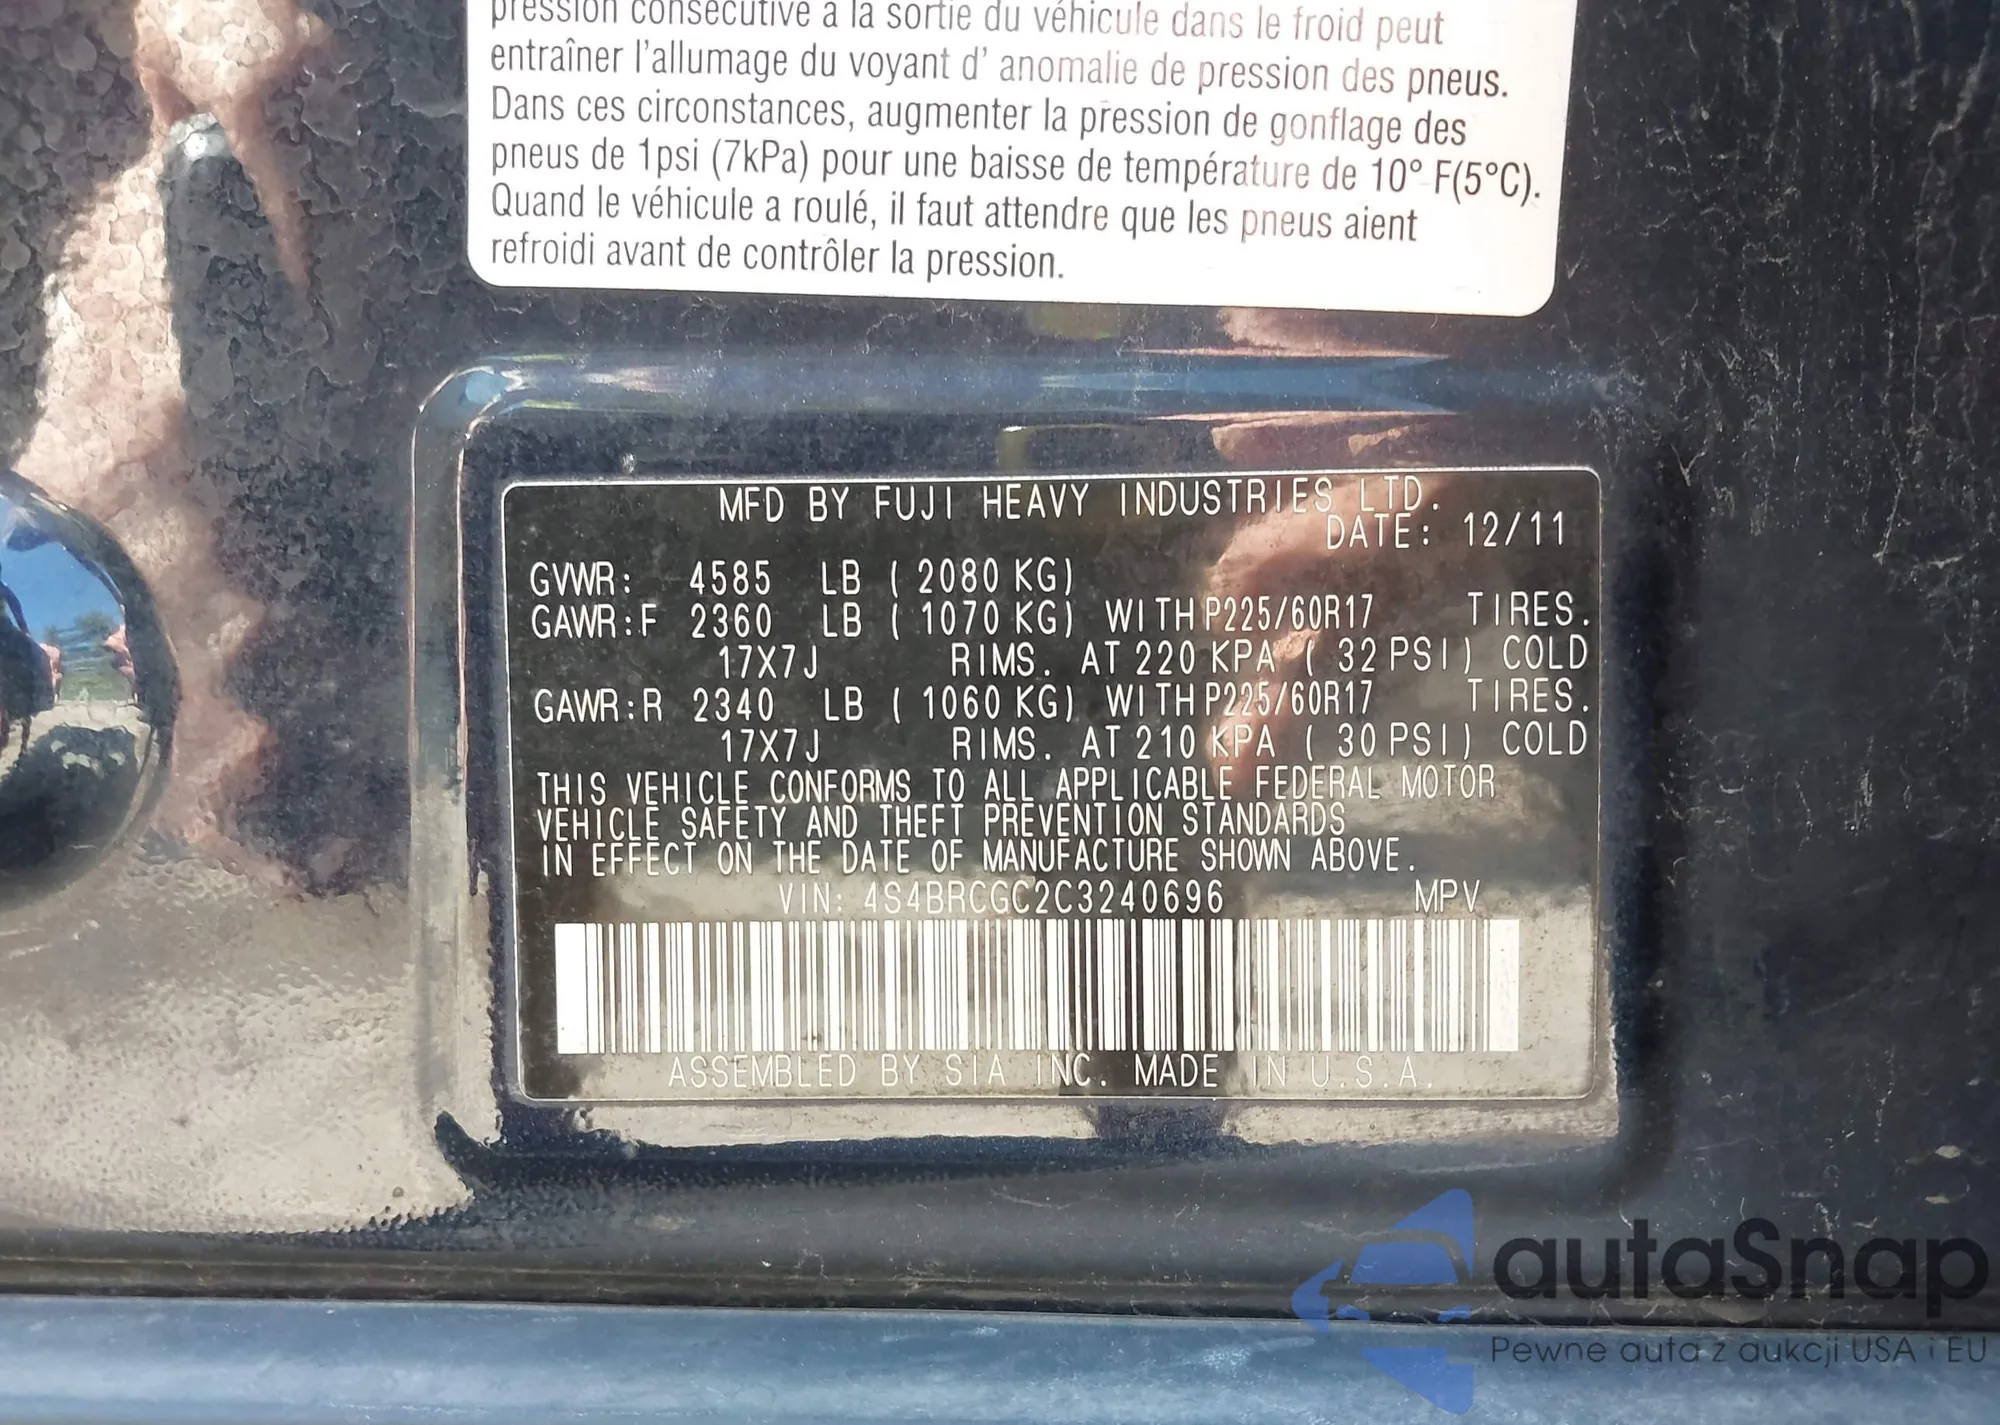 pression consécutive à la sortie du véhicule dans le froid peut
entraîner l'allumage du voyant d' anomalie de pression des pneus.
Dans ces circonstances, augmenter la pression de gonflage des
pneus de 1psi (7kPa) pour une baisse de température de 10° F(5°C).
Quand le véhicule a roulé, il faut attendre que les pneus aient
refroidi avant de contrôler la pression.
MFD BY FUJI HEAVY INDUSTRIES LTD.
DATE: 12/11
GVWR: 4585 LB ( 2080 KG)
GAWR:F 2360 LB ( 1070 KG) WITH P225/60R17 TIRES.
17X7J RIMS. AT 220 KPA ( 32 PSI) COLD
GAWR:R 2340 LB ( 1060 KG) WITH P225/60R17 TIRES.
17X7J RIMS. AT 210 KPA ( 30 PSI) COLD
THIS VEHICLE CONFORMS TO ALL APPLICABLE FEDERAL MOTOR
VEHICLE SAFETY AND THEFT PREVENTION STANDARDS
IN EFFECT ON THE DATE OF MANUFACTURE SHOWN ABOVE.
VIN: 4S4BRCGC2C3240696 MPV
ASSEMBLED BY SIA INC. MADE IN U.S.A.
autaSnap
Pewne auta z aukcji USA i EU